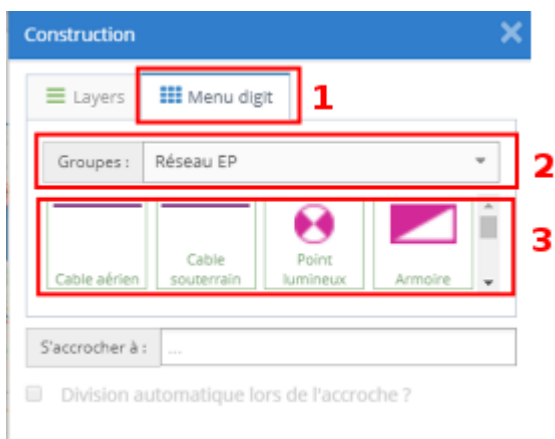 Construction
Layers
Menu digit
1
Groupes :
Réseau EP
2
Cable aérien
Cable
souterrain
Point
lumineux
Armoire
3
S'accrocher à :
...
Division automatique lors de l'accroche ?